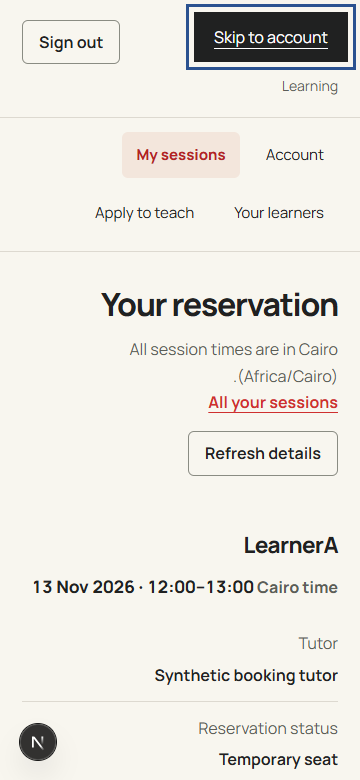 Skip to account
Sign out
Learning
My sessions
Account
Apply to teach
Your learners
Your reservation
All session times are in Cairo
.(Africa/Cairo)
All your sessions
Refresh details
LearnerA
13 Nov 2026 · 12:00–13:00 Cairo time
Tutor
Synthetic booking tutor
Reservation status
Temporary seat
N